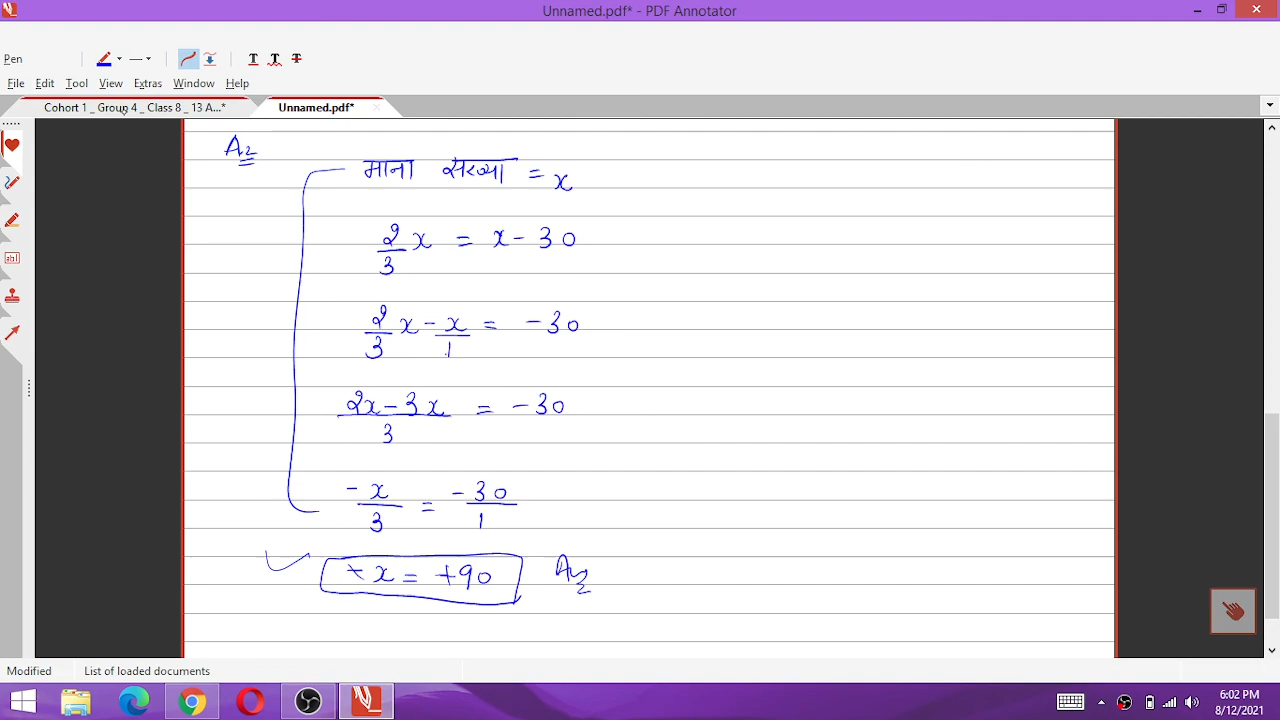 Unnamed.pdf* - PDF Annotator
Pen
T T T
File Edit Tool View Extras Window Help
Cohort 1 _ Group 4 _ Class 8 _ 13 A...* Unnamed.pdf*
माना संख्या = x
2/3 x = x - 30
2/3 x - x/1 = -30
2x - 3x / 3 = -30
-x/3 = -30/1
+x = +90 Ans
Modified List of loaded documents
6:02 PM
8/12/2021